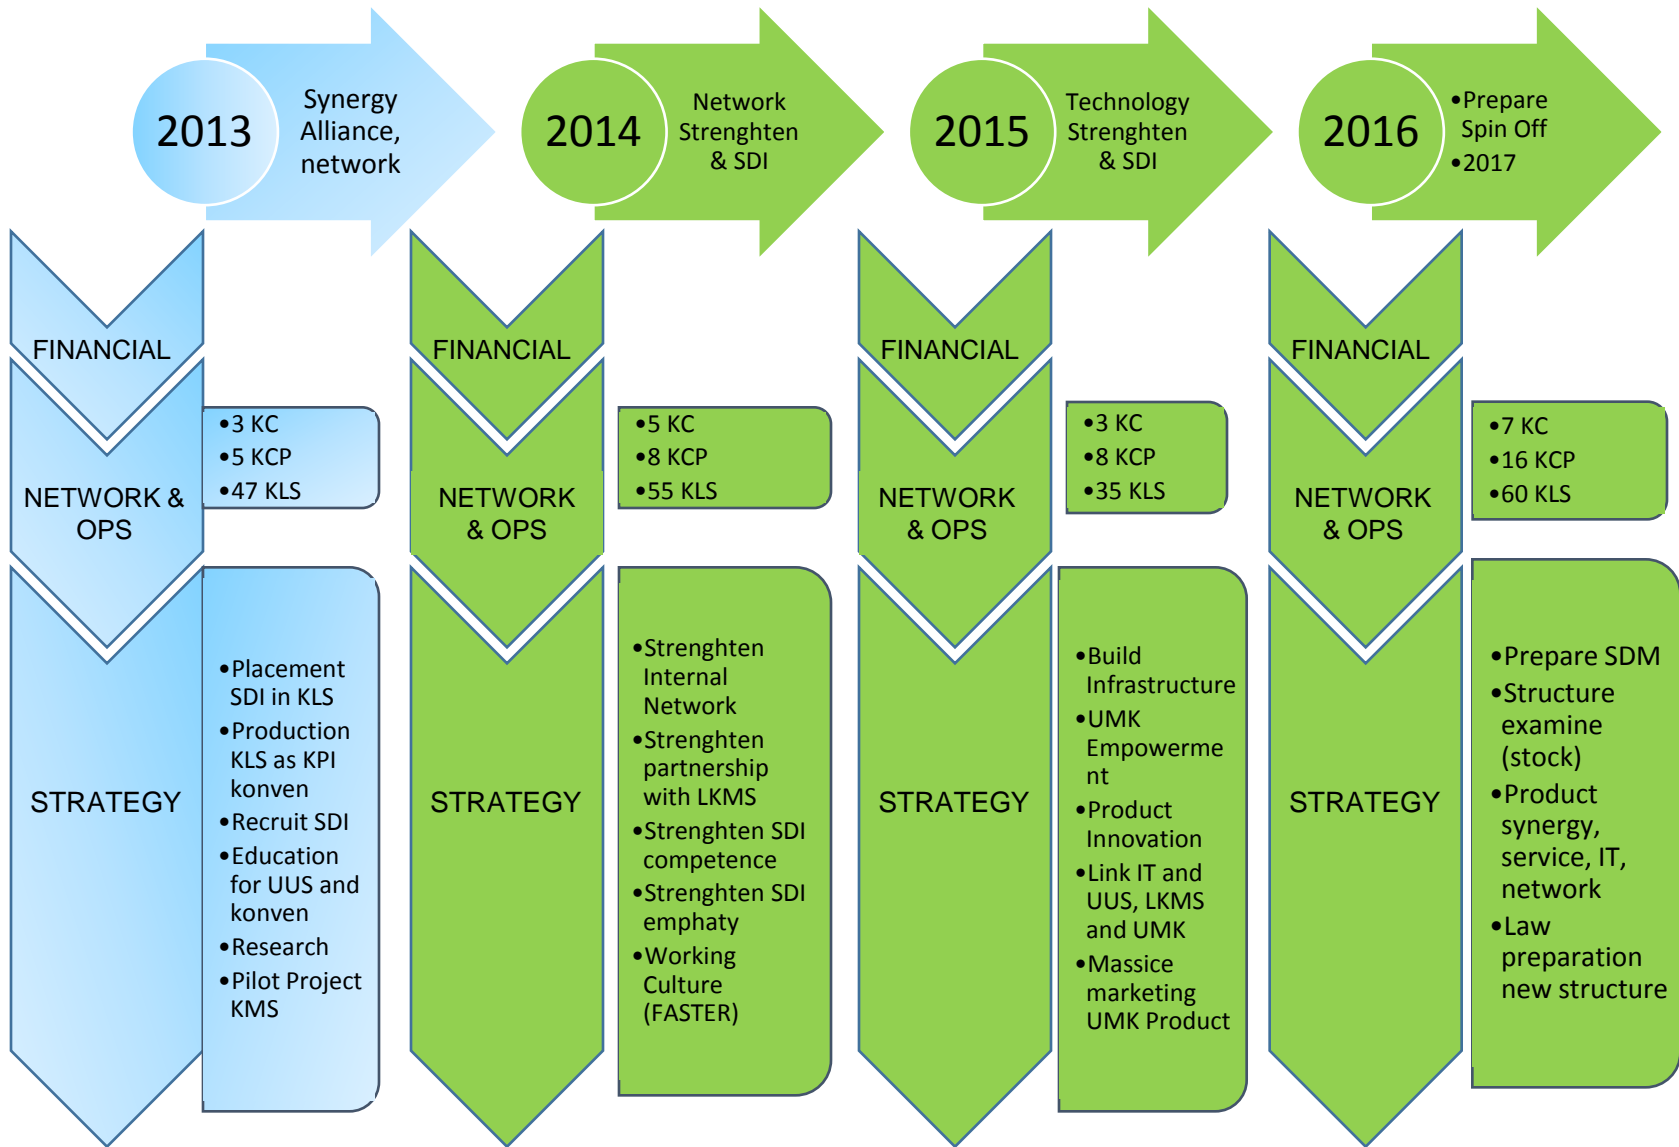 2013
Synergy
Alliance,
network
2014
Network
Strenghten
& SDI
2015
Technology
Strenghten
& SDI
2016
•Prepare
Spin Off
•2017
FINANCIAL
NETWORK &
OPS
•3 KC
•5 KCP
•47 KLS
STRATEGY
•Placement
SDI in KLS
•Production
KLS as KPI
konven
•Recruit SDI
•Education
for UUS and
konven
•Research
•Pilot Project
KMS
FINANCIAL
NETWORK
& OPS
•5 KC
•8 KCP
•55 KLS
STRATEGY
•Strenghten
Internal
Network
•Strenghten
partnership
with LKMS
•Strenghten SDI
competence
•Strenghten SDI
emphaty
•Working
Culture
(FASTER)
FINANCIAL
NETWORK
& OPS
•3 KC
•8 KCP
•35 KLS
STRATEGY
•Build
Infrastructure
•UMK
Empowerme
nt
•Product
Innovation
•Link IT and
UUS, LKMS
and UMK
•Massice
marketing
UMK Product
FINANCIAL
NETWORK
& OPS
•7 KC
•16 KCP
•60 KLS
STRATEGY
•Prepare SDM
•Structure
examine
(stock)
•Product
synergy,
service, IT,
network
•Law
preparation
new structure